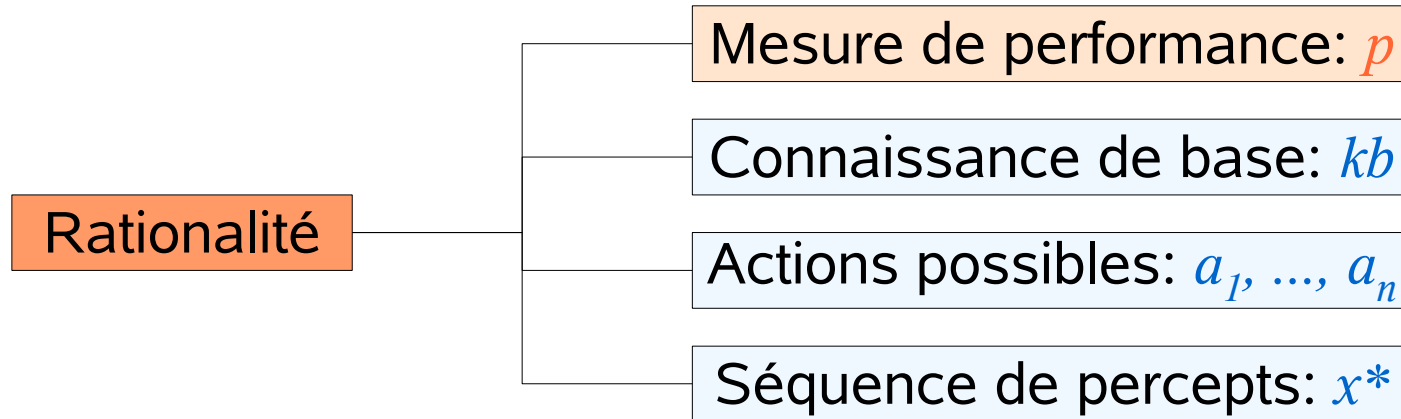 Mesure de performance: p
Connaissance de base: kb
Rationalité
Actions possibles: a₁, ..., aₙ
Séquence de percepts: x*